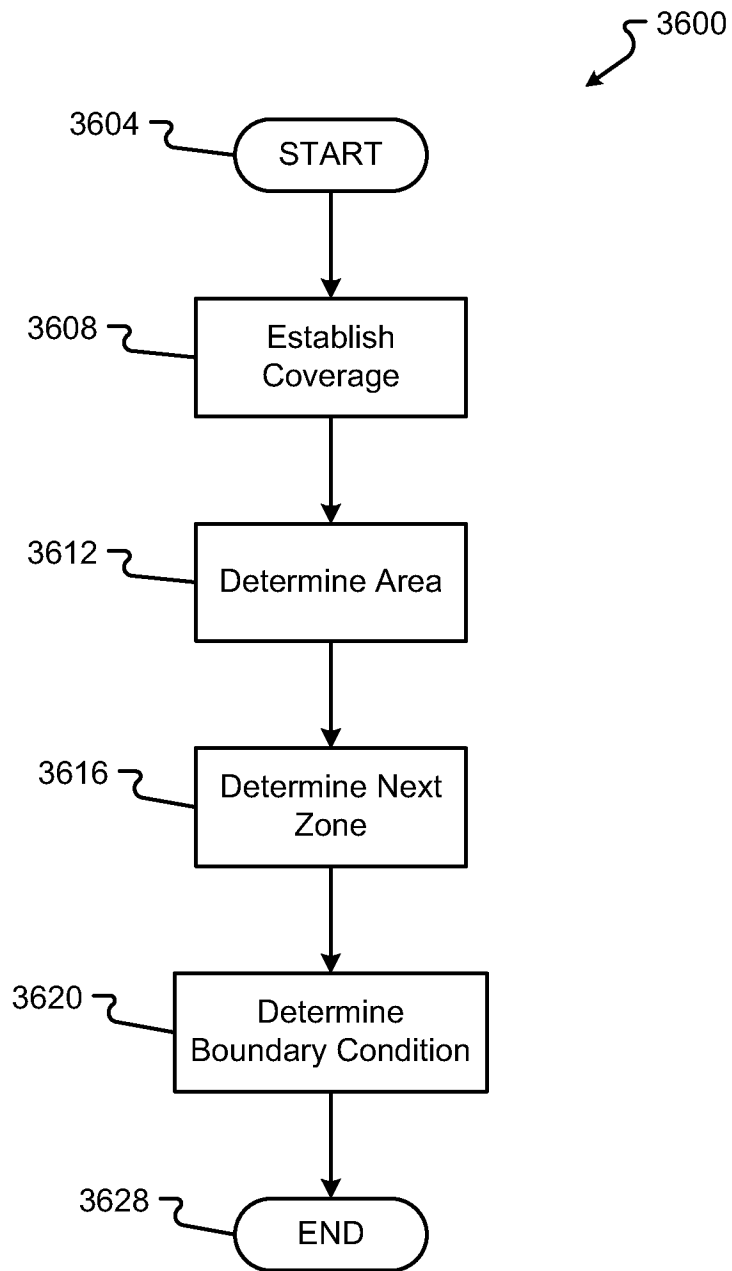 3600
3604
START
3608
Establish
Coverage
3612
Determine Area
3616
Determine Next
Zone
3620
Determine
Boundary Condition
3628
END